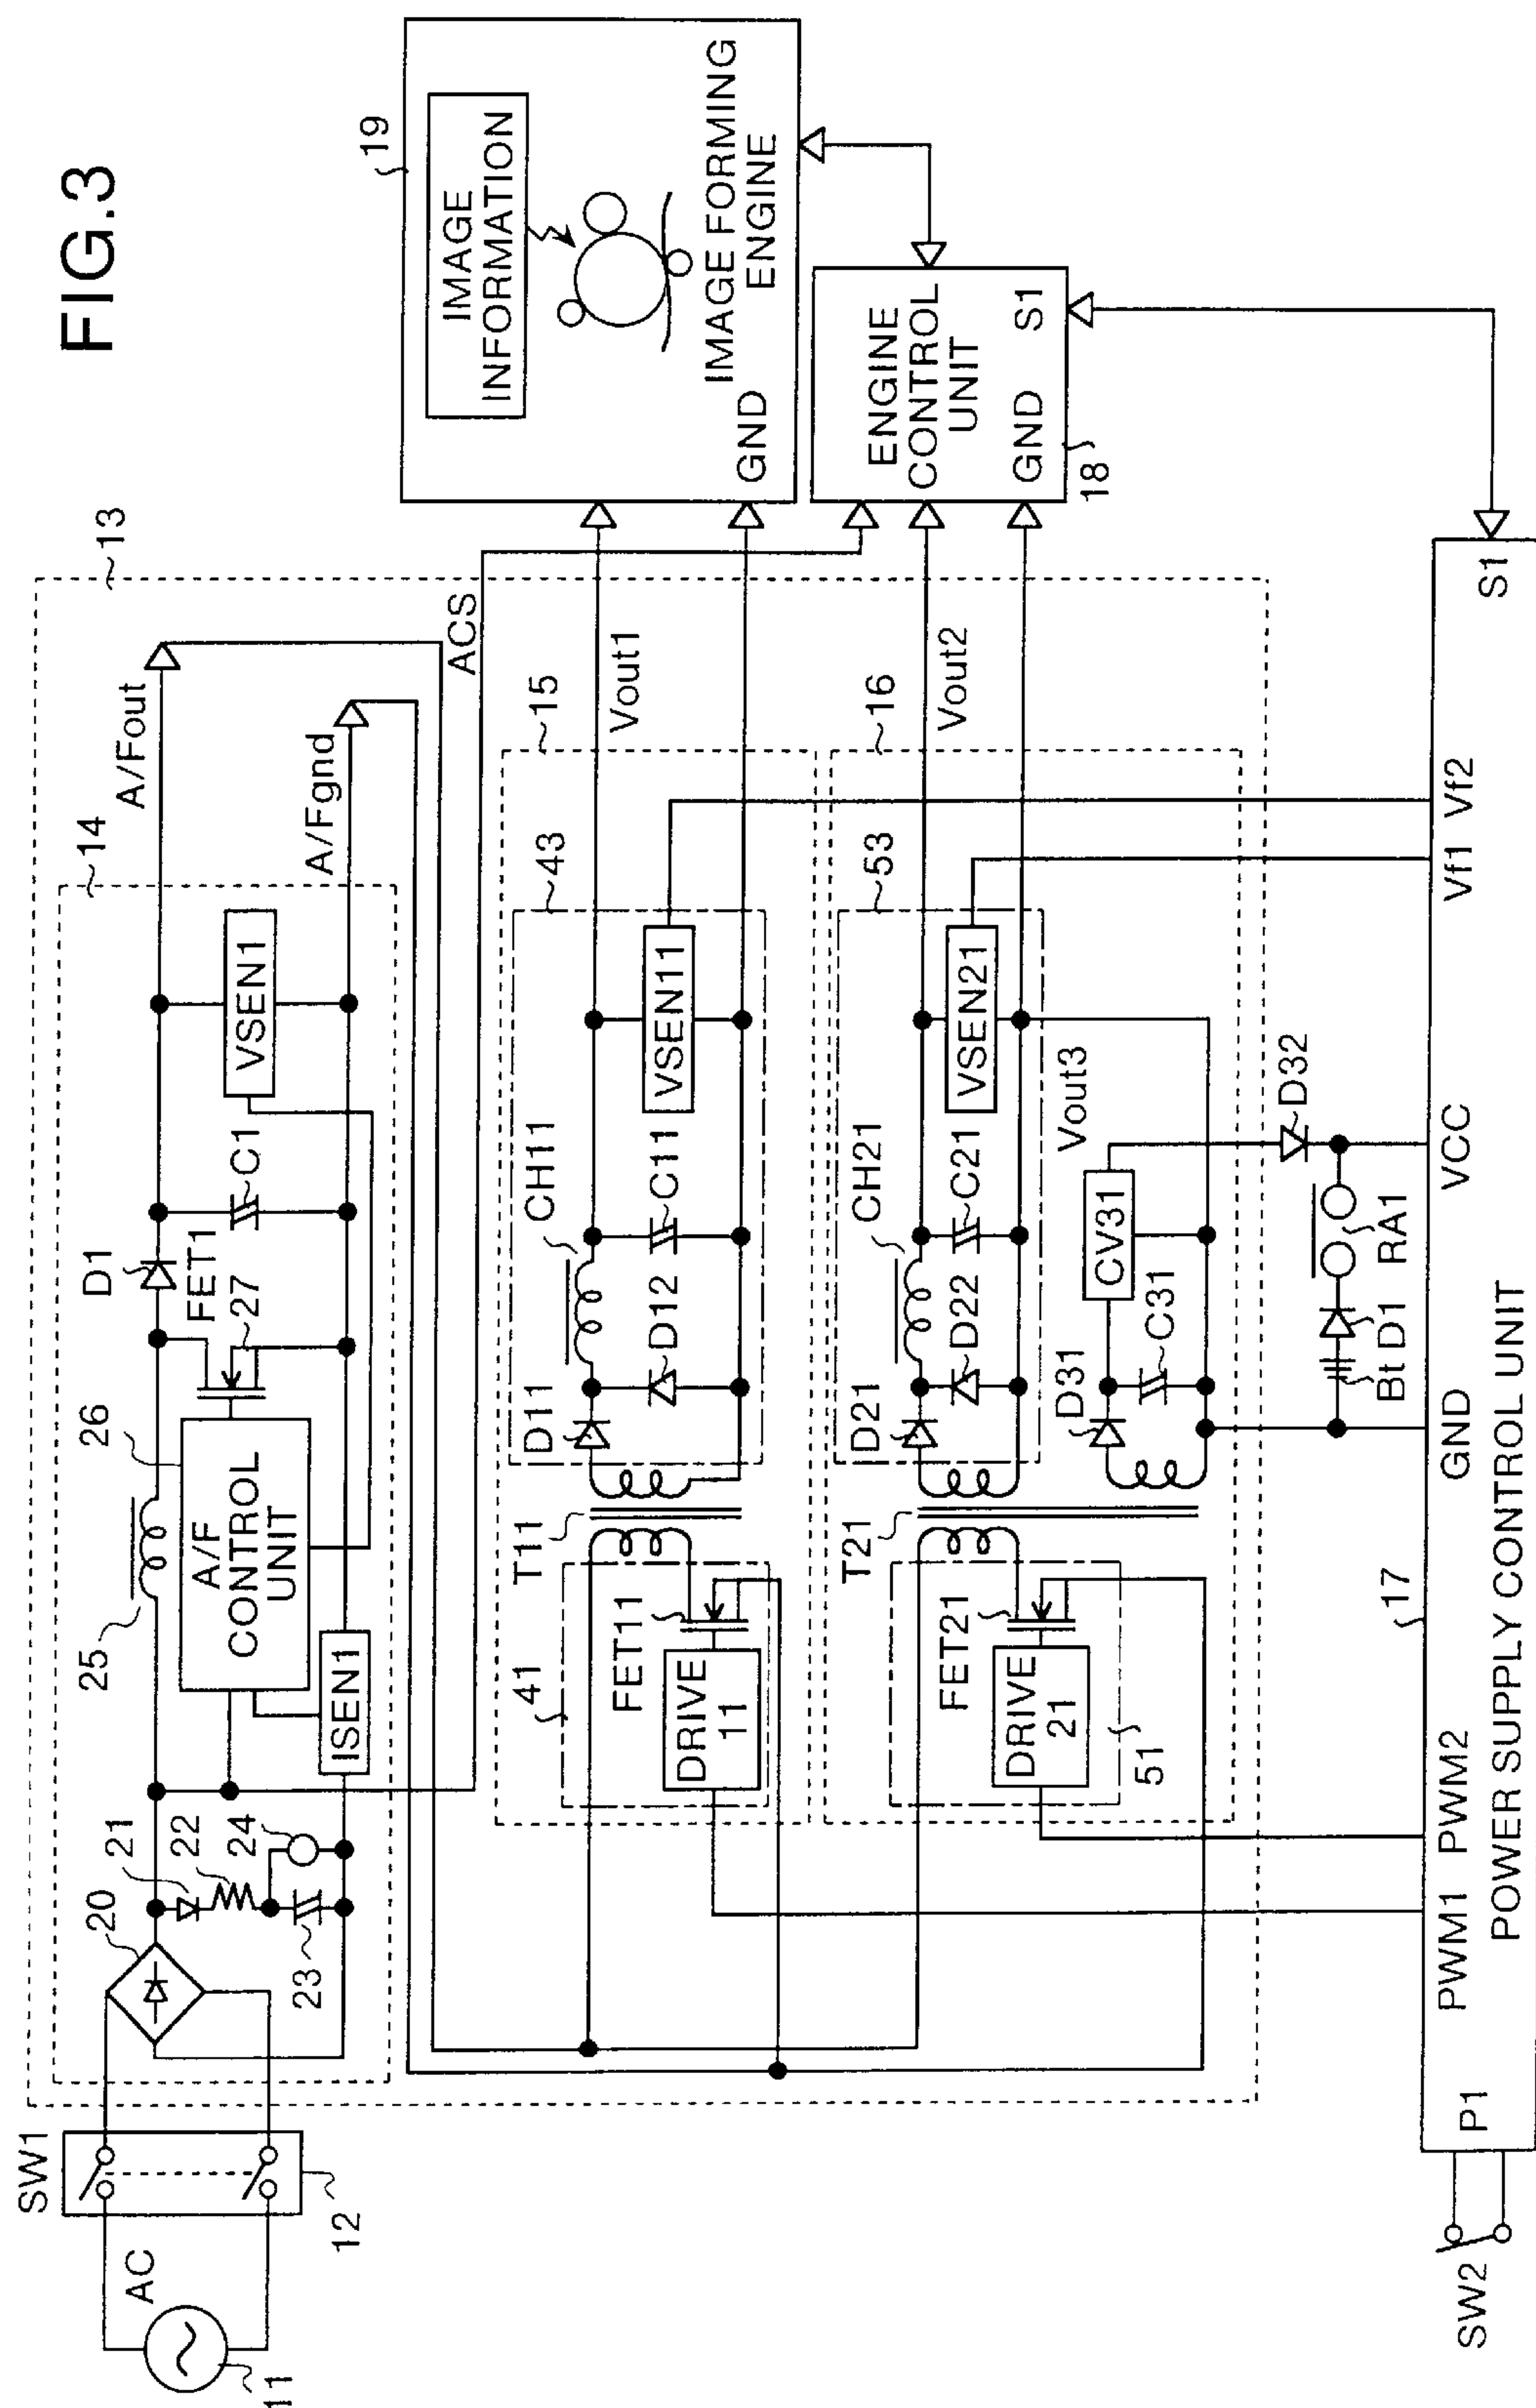 FIG.3
13
14
A/Fout
A/Fgnd
ACS
SW1
AC
11
12
20
21
22
23
24
25
26
A/F
CONTROL
UNIT
ISEN1
FET1
27
D1
C1
VSEN1
19
IMAGE
INFORMATION
IMAGE FORMING
ENGINE
GND
15
Vout1
41
DRIVE
11
FET11
T11
D11
D12
CH11
C11
43
VSEN11
ENGINE
CONTROL
UNIT
GND
S1
18
16
Vout2
51
DRIVE
21
FET21
T21
D21
D22
CH21
C21
53
VSEN21
D31
C31
CV31
Vout3
D32
RA1
Bt D1
SW2
P1
PWM1
PWM2
17
GND
VCC
Vf1
Vf2
S1
POWER SUPPLY CONTROL UNIT